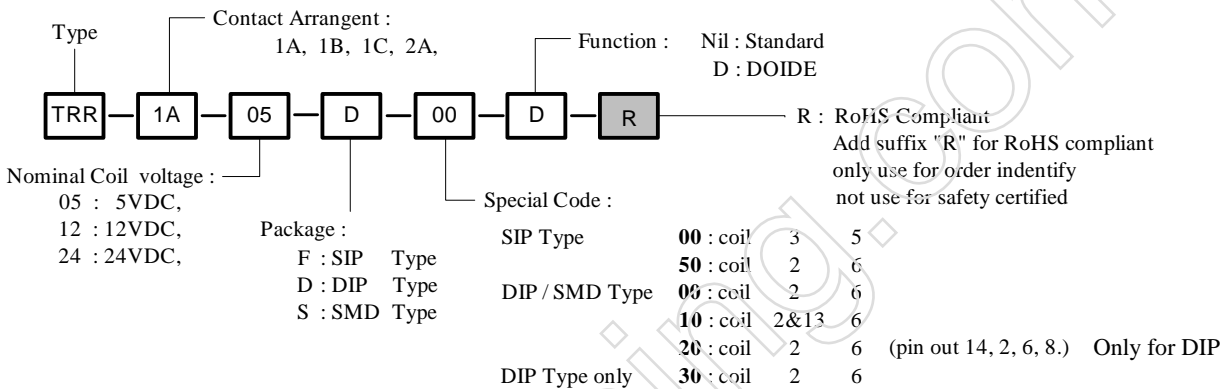 Type
Contact Arrangent :
1A, 1B, 1C, 2A,
Function : Nil : Standard
D : DOIDE
TRR 1A 05 D 00 D R
R : RoHS Compliant
Add suffix "R" for RoHS compliant
only use for order indentify
not use for safety certified
Nominal Coil voltage :
05 : 5VDC,
12 : 12VDC,
24 : 24VDC,
Package :
F : SIP Type
D : DIP Type
S : SMD Type
Special Code :
SIP Type 00 : coil 3 5
50 : coil 2 6
DIP / SMD Type 00 : coil 2 6
10 : coil 2&13 6
20 : coil 2 6 (pin out 14, 2, 6, 8.) Only for DIP
DIP Type only 30 : coil 2 6